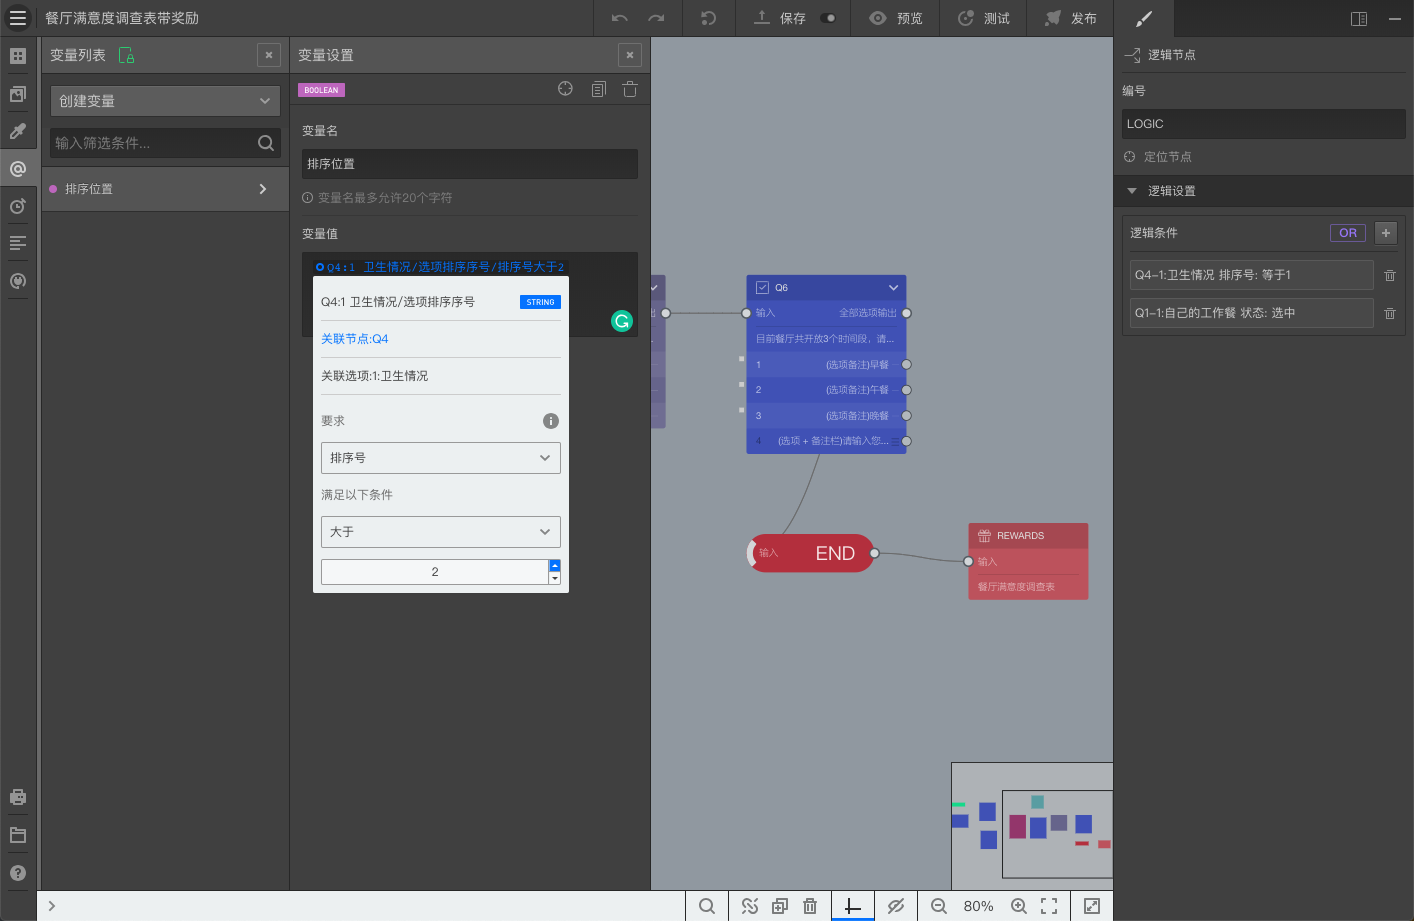 餐厅满意度调查表带奖励
保存
预览
测试
发布
变量列表
变量设置
创建变量
输入筛选条件...
排序位置
BOOLEAN
变量名
排序位置
变量名最多允许20个字符
变量值
Q4:1 卫生情况/选项排序序号/排序号大于2
Q4:1 卫生情况/选项排序序号
STRING
关联节点:Q4
关联选项:1:卫生情况
要求
排序号
满足以下条件
大于
2
出
Q6
输入
全部选项输出
目前餐厅共开放3个时间段，请...
1 (选项备注)早餐
2 (选项备注)午餐
3 (选项备注)晚餐
4 (选项 + 备注栏)请输入您...
输入
END
REWARDS
输入
餐厅满意度调查表
逻辑节点
编号
LOGIC
定位节点
逻辑设置
逻辑条件
OR
Q4-1:卫生情况 排序号: 等于1
Q1-1:自己的工作餐 状态: 选中
80%